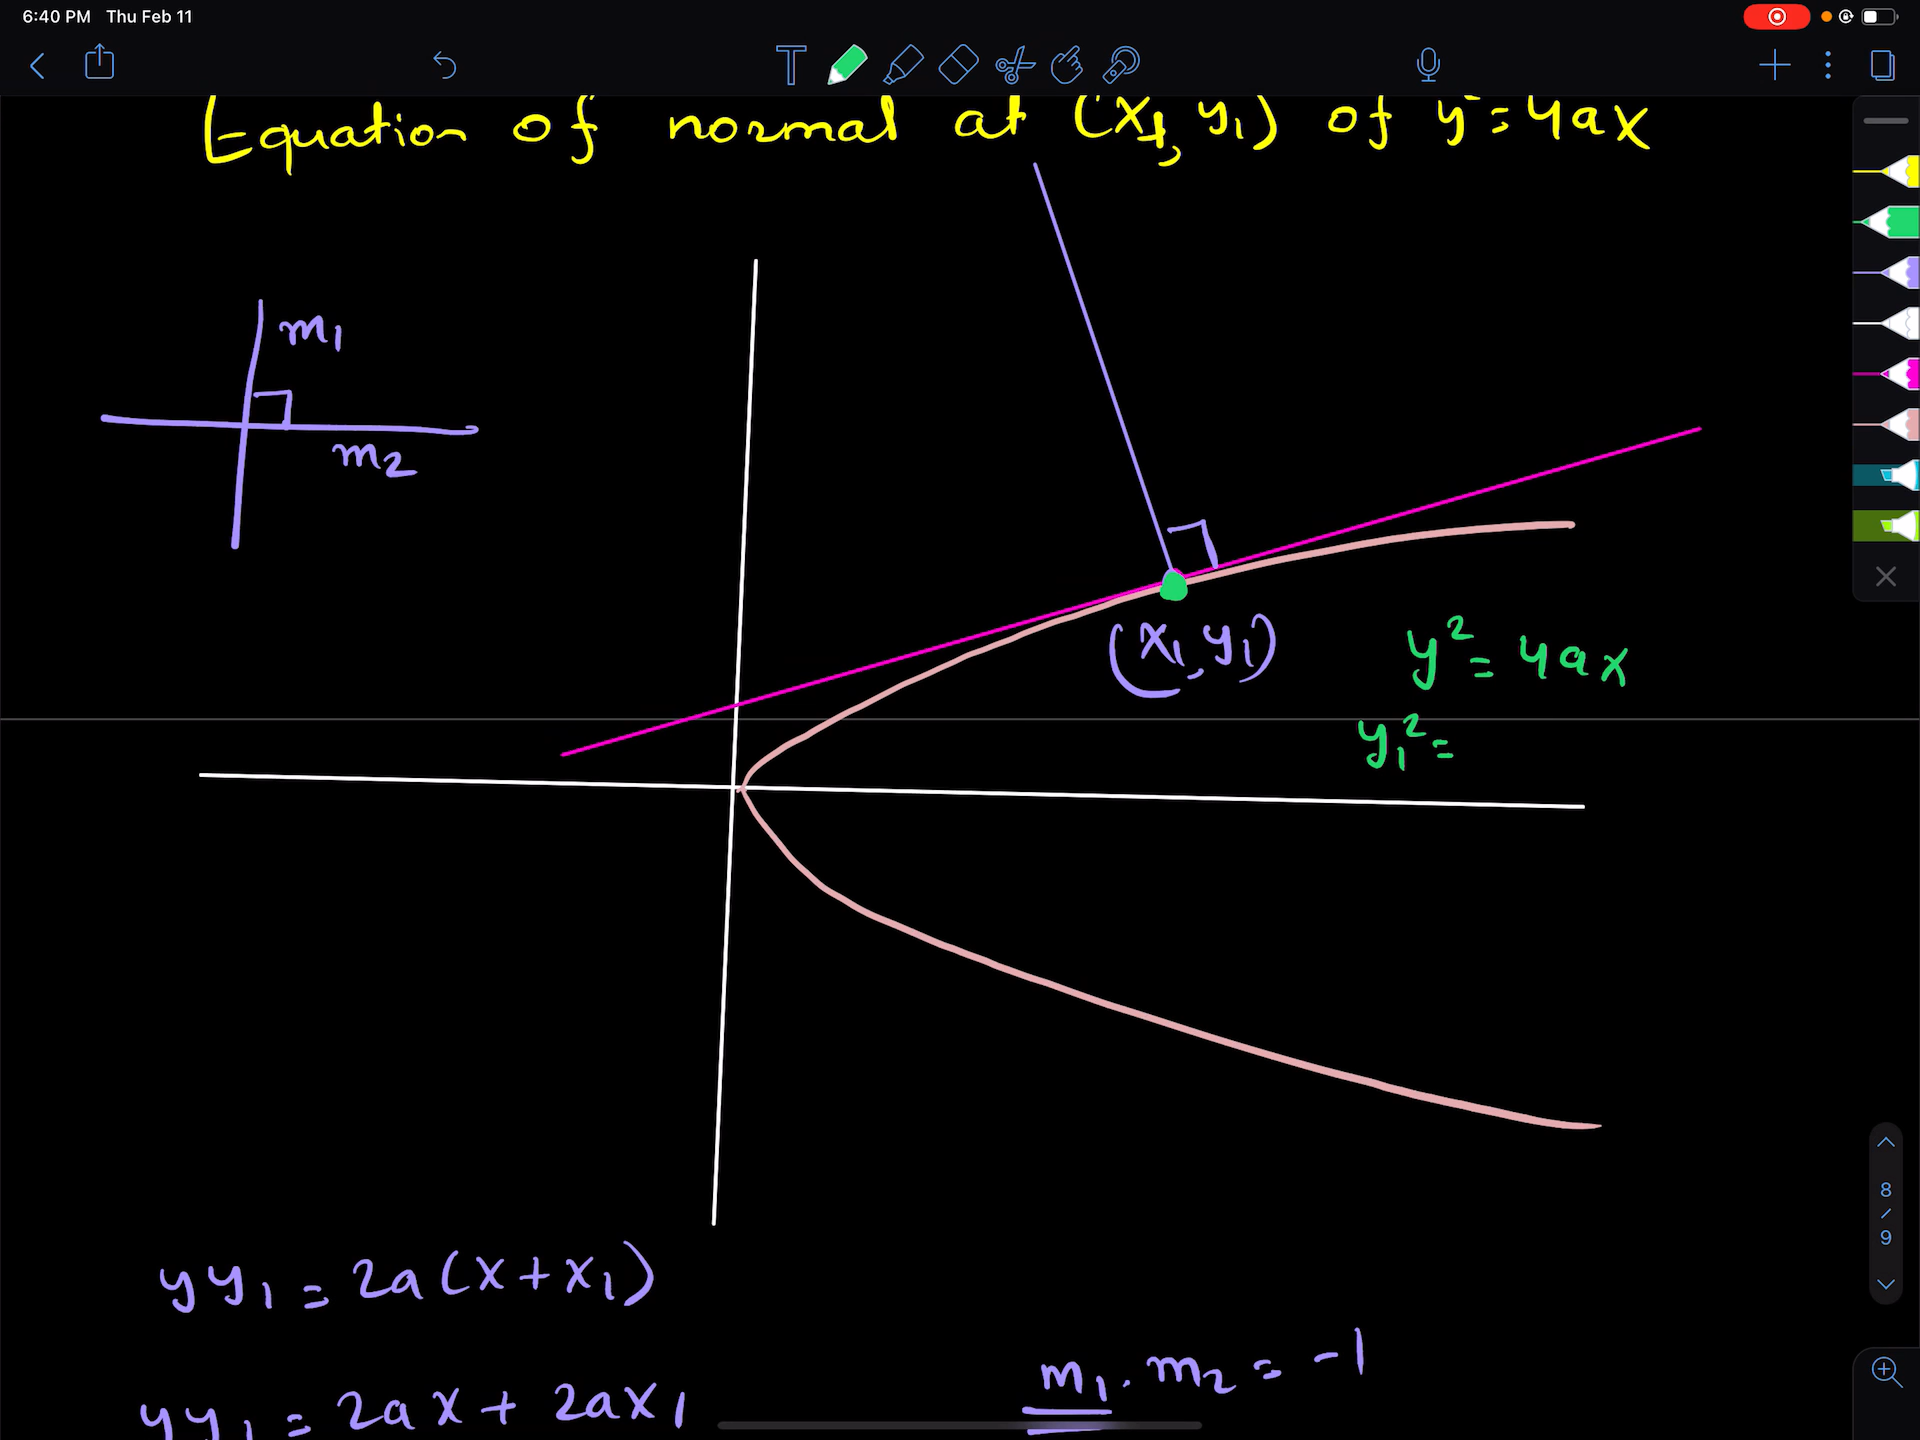 6:40 PM Thu Feb 11
Equation of normal at (x1, y1) of y²=4ax
m1
m2
(x1, y1)
y² = 4ax
y1² =
8
/
9
yy1 = 2a(x+x1)
m1 . m2 = -1
yy1 = 2ax + 2ax1